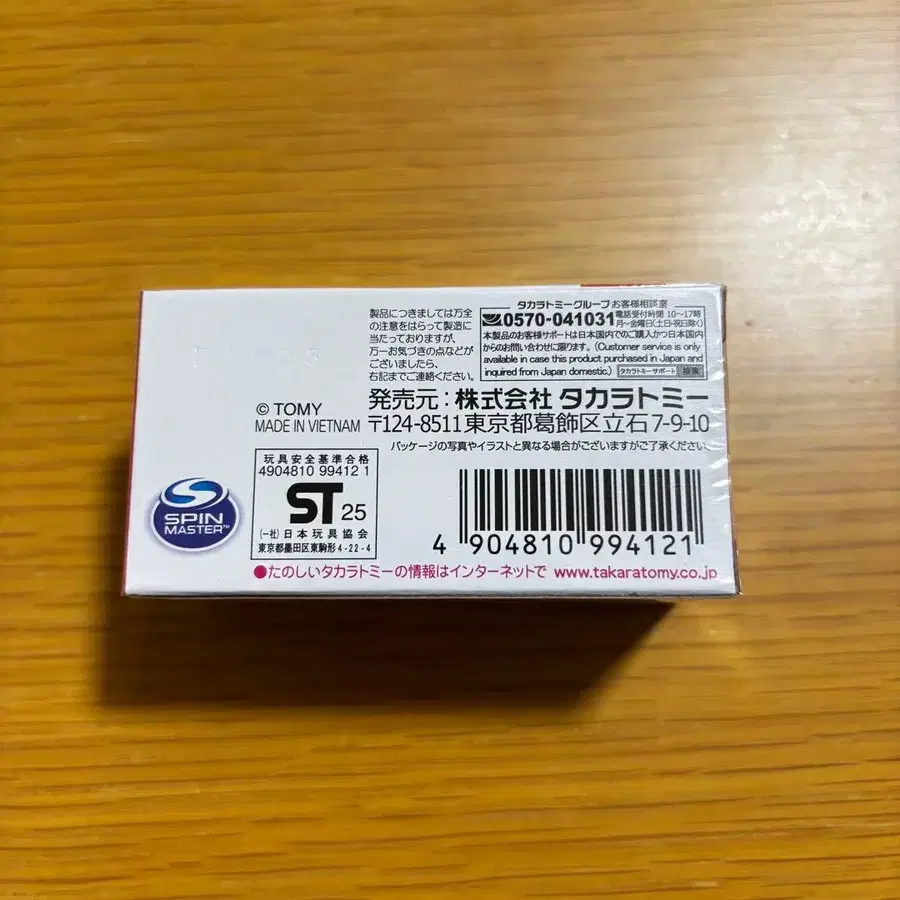 製品につきましては万全
の注意をはらって製造に
当たっておりますが、
万一お気づきの点などが
ございましたら、
右記までご連絡ください。
タカラトミーグループ お客様相談室
0570-041031 電話受付時間 10〜17時
月〜金曜日(土・日・祝日除く)
本製品のお客様サポートは日本国内でのご購入かつ日本国内
からのお問い合わせに限ります。(Customer service is only
available in case this product purchased in Japan and
inquired from Japan domestic.) タカラトミーサポート 検索
© TOMY
MADE IN VIETNAM
発売元:株式会社 タカラトミー
〒124-8511 東京都葛飾区立石 7-9-10
パッケージの写真やイラストと異なる場合がございますがご了承ください。
玩具安全基準合格
4904810 99412 1
ST 25
(一社)日本玩具協会
東京都墨田区東駒形4-22-4
SPIN
MASTER™
4 904810 994121
●たのしいタカラトミーの情報はインターネットで www.takaratomy.co.jp